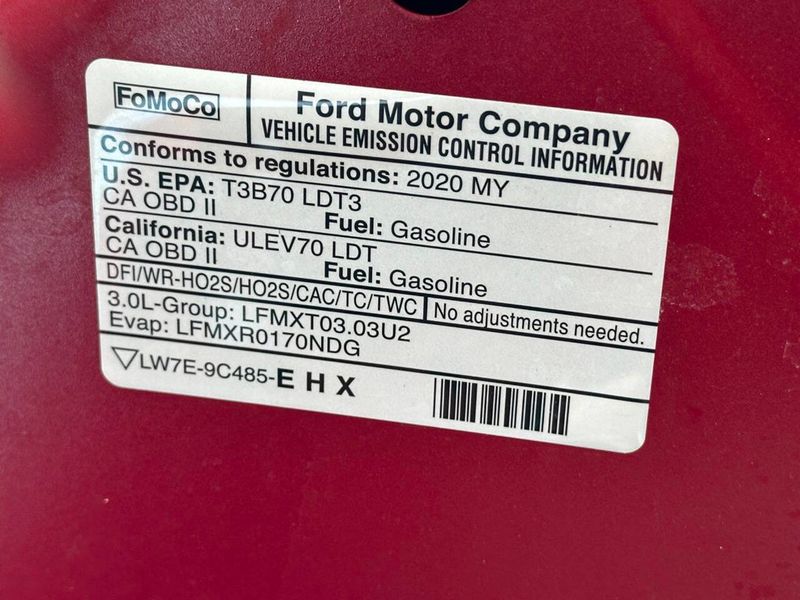 FoMoCo
Ford Motor Company
VEHICLE EMISSION CONTROL INFORMATION
Conforms to regulations: 2020 MY
U.S. EPA: T3B70 LDT3
CA OBD II Fuel: Gasoline
California: ULEV70 LDT
CA OBD II Fuel: Gasoline
DFI/WR-HO2S/HO2S/CAC/TC/TWC No adjustments needed.
3.0L-Group: LFMXT03.03U2
Evap: LFMXR0170NDG
▽LW7E-9C485-E H X